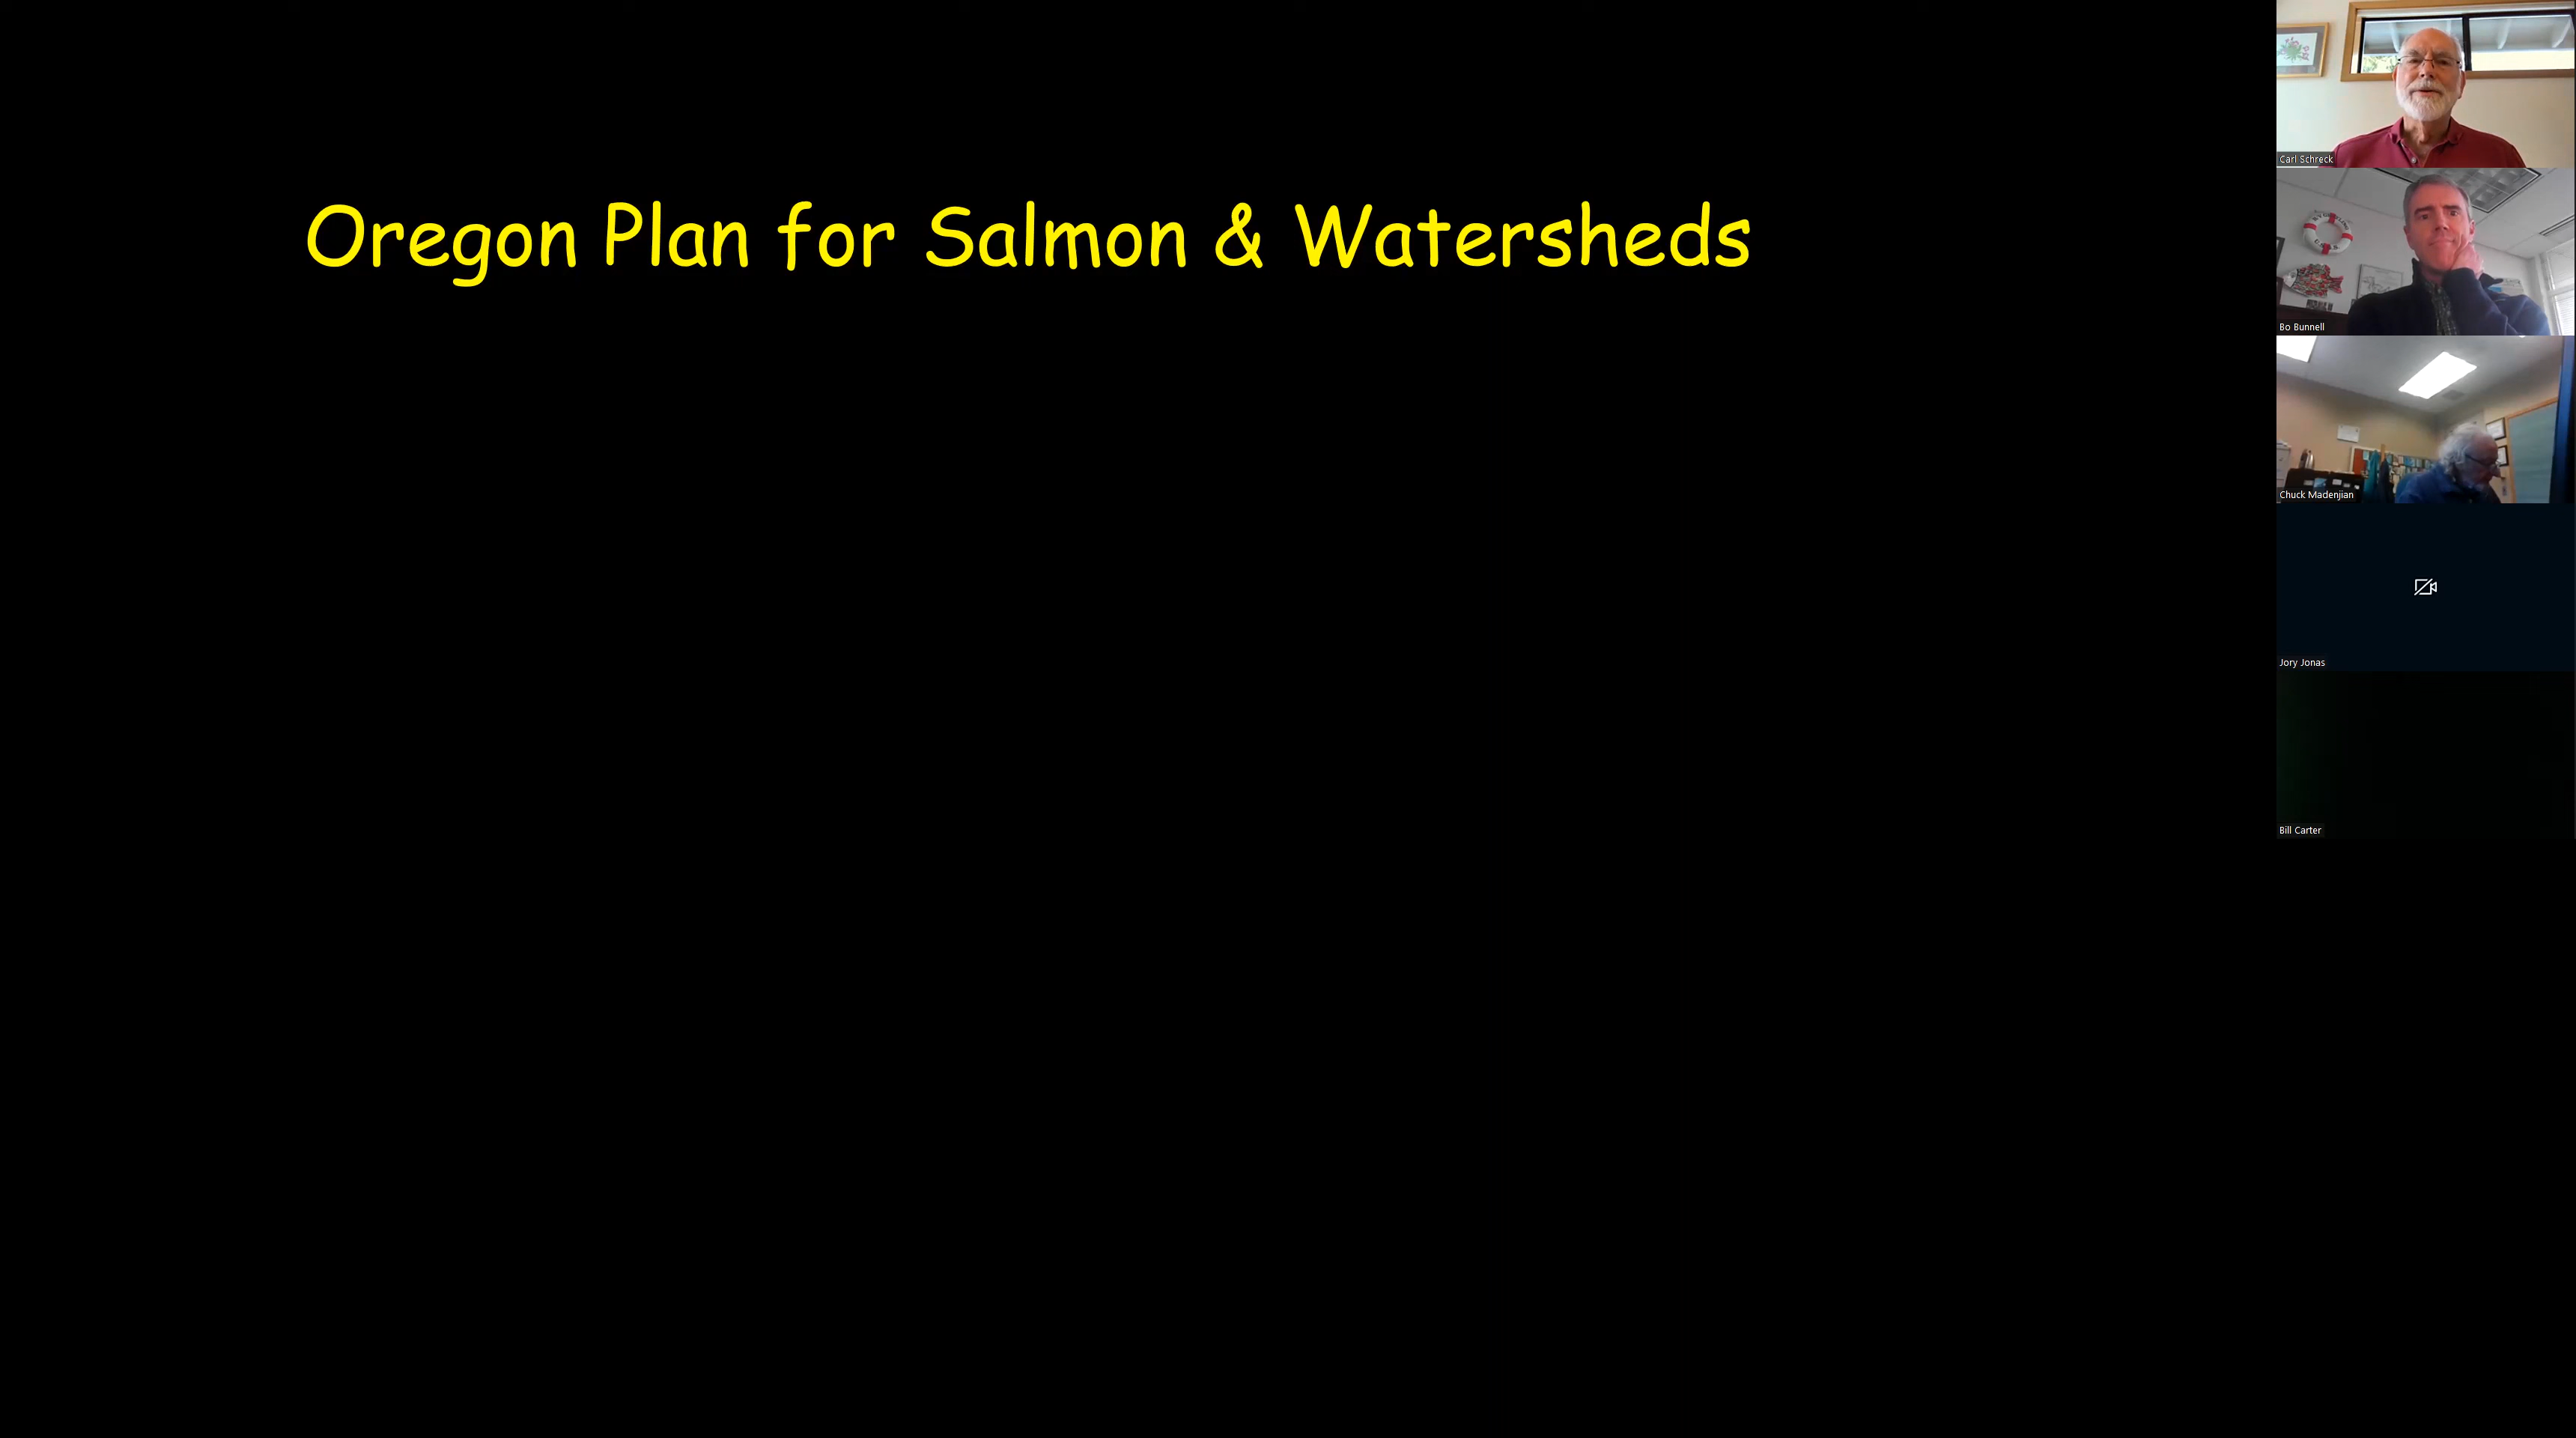 Oregon Plan for Salmon & Watersheds
Carl Schreck
Bo Bunnell
Chuck Madenjian
Jory Jonas
Bill Carter